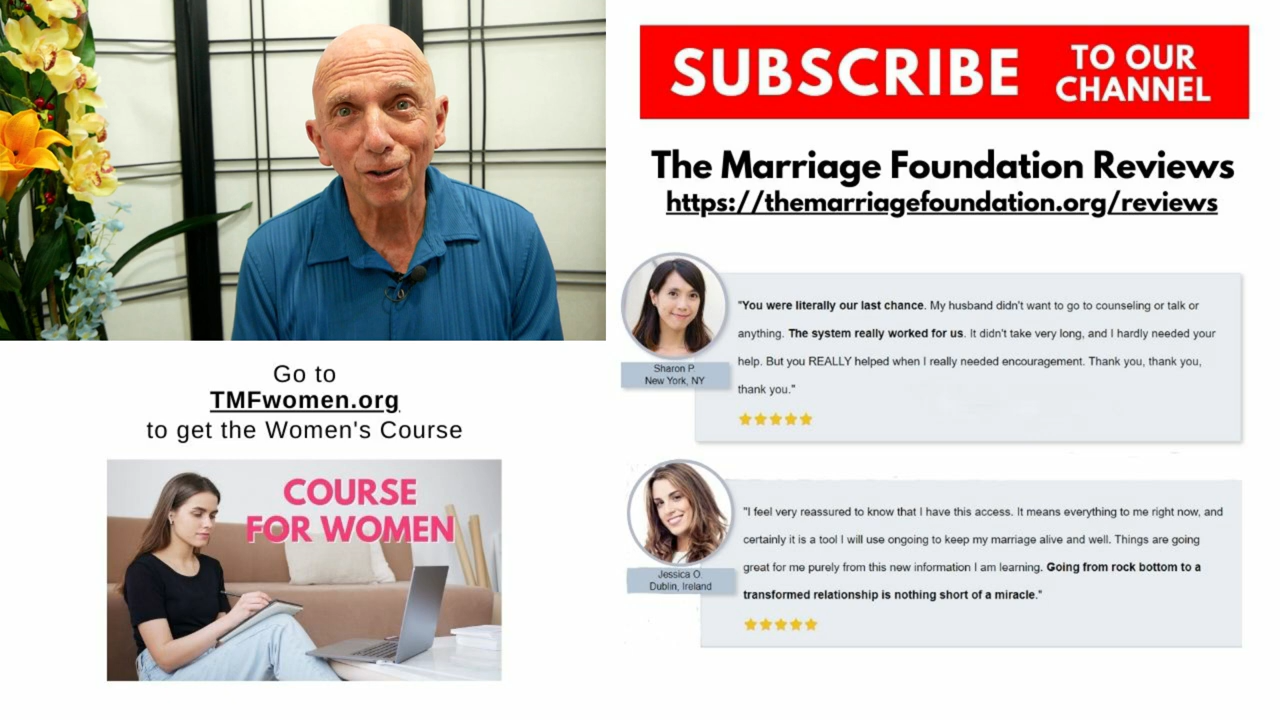 SUBSCRIBE TO OUR CHANNEL
The Marriage Foundation Reviews
https://themarriagefoundation.org/reviews
"You were literally our last chance. My husband didn't want to go to counseling or talk or
anything. The system really worked for us. It didn't take very long, and I hardly needed your
help. But you REALLY helped when I really needed encouragement. Thank you, thank you,
thank you."
Sharon P.
New York, NY
"I feel very reassured to know that I have this access. It means everything to me right now, and
certainly it is a tool I will use ongoing to keep my marriage alive and well. Things are going
great for me purely from this new information I am learning. Going from rock bottom to a
transformed relationship is nothing short of a miracle."
Jessica O.
Dublin, Ireland
Go to
TMFwomen.org
to get the Women's Course
COURSE
FOR WOMEN